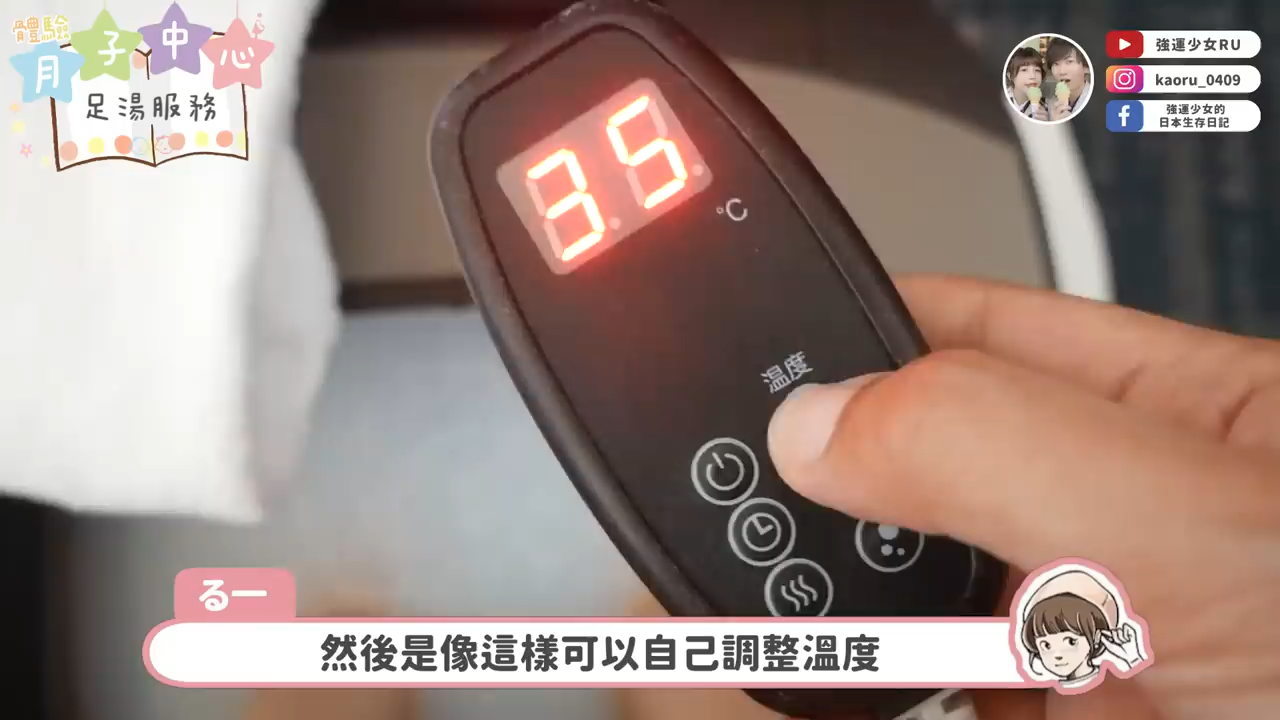 體驗
月子中心
足湯服務
強運少女RU
kaoru_0409
強運少女的
日本生存日記
35
°C
温度
るー
然後是像這樣可以自己調整溫度